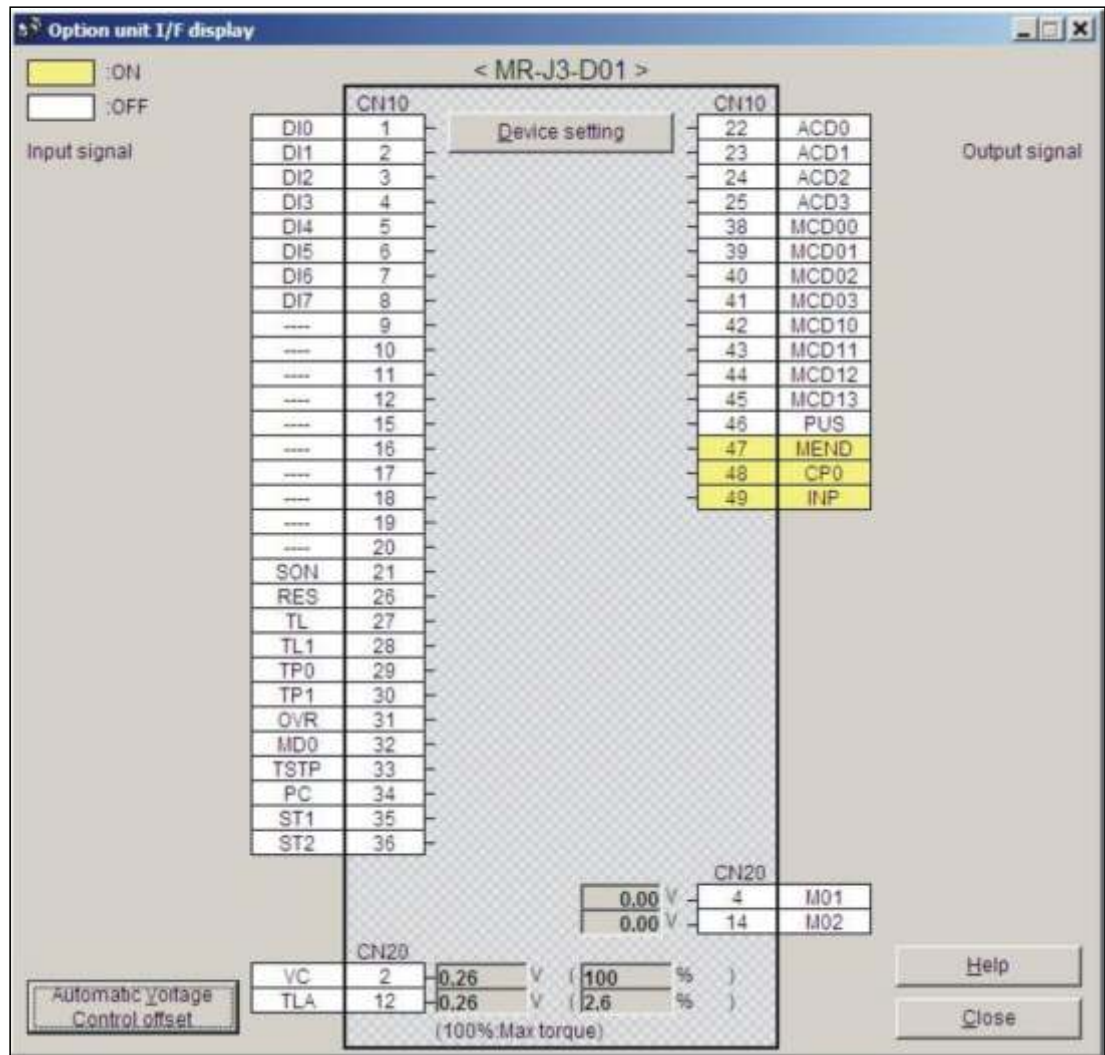 Option unit I/F display
:ON
< MR-J3-D01 >
:OFF
CN10 CN10
Device setting
Input signal
Output signal
DI0 1 22 ACD0
DI1 2 23 ACD1
DI2 3 24 ACD2
DI3 4 25 ACD3
DI4 5 38 MCD00
DI5 6 39 MCD01
DI6 7 40 MCD02
DI7 8 41 MCD03
---- 9 42 MCD10
---- 10 43 MCD11
---- 11 44 MCD12
---- 12 45 MCD13
---- 15 46 PUS
---- 16 47 MEND
---- 17 48 CP0
---- 18 49 INP
---- 19
---- 20
SON 21
RES 26
TL 27
TL1 28
TP0 29
TP1 30
OVR 31
MD0 32
TSTP 33
PC 34
ST1 35
ST2 36
CN20
0.00 V 4 M01
0.00 V 14 M02
CN20
VC 2 0.26 V ( 100 % )
TLA 12 0.26 V ( 2.6 % )
(100%:Max torque)
Automatic Voltage
Control offset
Help
Close